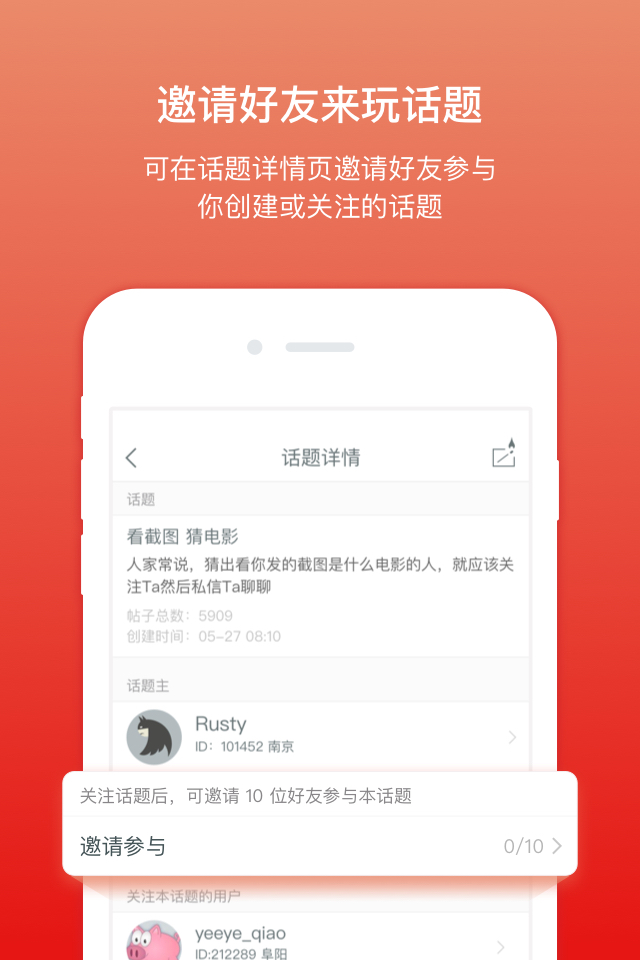 邀请好友来玩话题
可在话题详情页邀请好友参与
你创建或关注的话题
话题详情
话题
看截图 猜电影
人家常说，猜出看你发的截图是什么电影的人，就应该关
注Ta然后私信Ta聊聊
帖子总数：5909
创建时间：05-27 08:10
话题主
Rusty
ID：101452 南京
关注话题后，可邀请 10 位好友参与本话题
邀请参与 0/10
关注本话题的用户
yeeye_qiao
ID:212289 阜阳